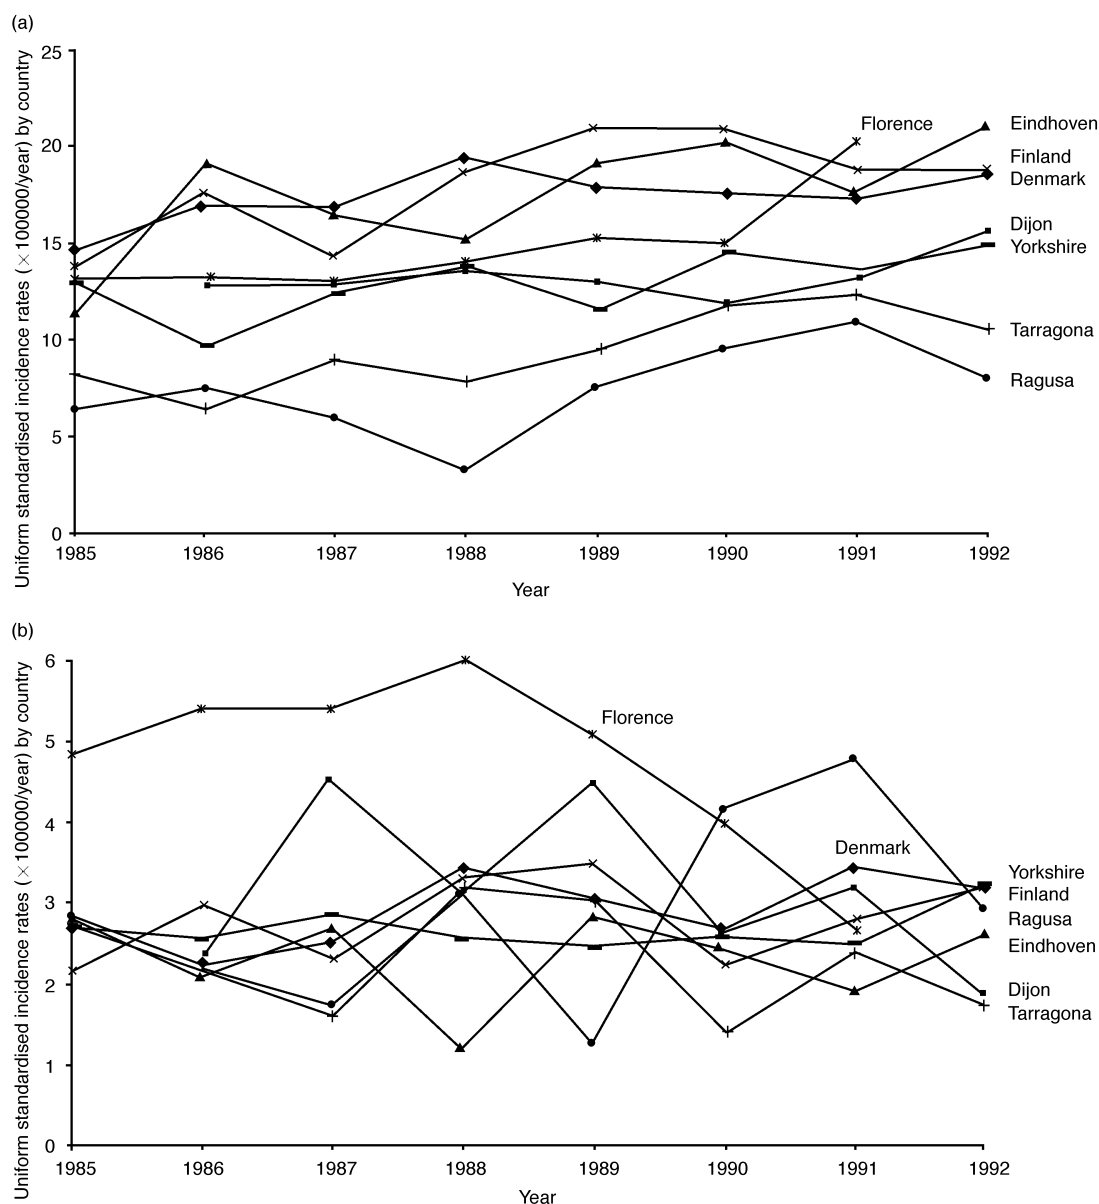 (a)
Uniform standardised incidence rates (×100000/year) by country
25
20
15
10
5
0
Florence
Eindhoven
Finland
Denmark
Dijon
Yorkshire
Tarragona
Ragusa
1985 1986 1987 1988 1989 1990 1991 1992
Year
(b)
Uniform standardised incidence rates (×100000/year) by country
6
5
4
3
2
1
0
Florence
Denmark
Yorkshire
Finland
Ragusa
Eindhoven
Dijon
Tarragona
1985 1986 1987 1988 1989 1990 1991 1992
Year